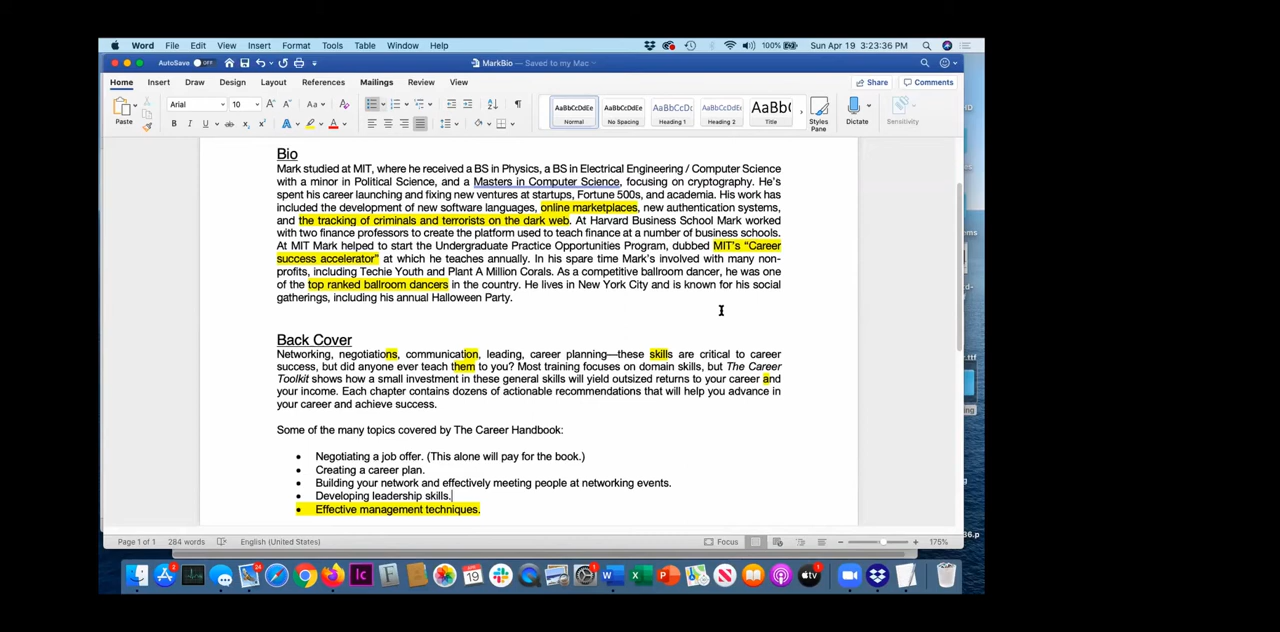 Word File Edit View Insert Format Tools Table Window Help 100% Sun Apr 19 3:23:36 PM
AutoSave OFF MarkBio — Saved to my Mac
Home Insert Draw Design Layout References Mailings Review View Share Comments
Arial 10 Aa AaBbCcDdEe AaBbCcDdEe AaBbCcDc AaBbCcDdEe AaBb(
Paste Normal No Spacing Heading 1 Heading 2 Title Styles Pane Dictate Sensitivity
Bio
Mark studied at MIT, where he received a BS in Physics, a BS in Electrical Engineering / Computer Science
with a minor in Political Science, and a Masters in Computer Science, focusing on cryptography. He's
spent his career launching and fixing new ventures at startups, Fortune 500s, and academia. His work has
included the development of new software languages, online marketplaces, new authentication systems,
and the tracking of criminals and terrorists on the dark web. At Harvard Business School Mark worked
with two finance professors to create the platform used to teach finance at a number of business schools.
At MIT Mark helped to start the Undergraduate Practice Opportunities Program, dubbed MIT's “Career
success accelerator” at which he teaches annually. In his spare time Mark's involved with many non-
profits, including Techie Youth and Plant A Million Corals. As a competitive ballroom dancer, he was one
of the top ranked ballroom dancers in the country. He lives in New York City and is known for his social
gatherings, including his annual Halloween Party.
Back Cover
Networking, negotiations, communication, leading, career planning—these skills are critical to career
success, but did anyone ever teach them to you? Most training focuses on domain skills, but The Career
Toolkit shows how a small investment in these general skills will yield outsized returns to your career and
your income. Each chapter contains dozens of actionable recommendations that will help you advance in
your career and achieve success.
Some of the many topics covered by The Career Handbook:
• Negotiating a job offer. (This alone will pay for the book.)
• Creating a career plan.
• Building your network and effectively meeting people at networking events.
• Developing leadership skills.
• Effective management techniques.
Page 1 of 1 284 words English (United States) Focus 175%